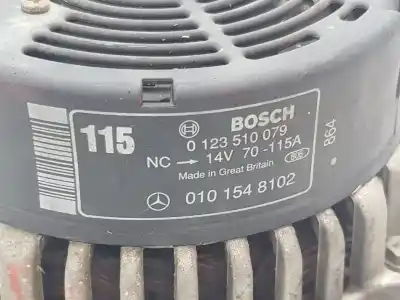 115
BOSCH
0 123 510 079
NC → 14V 70-115A
Made in Great Britain
010 154 8102
864